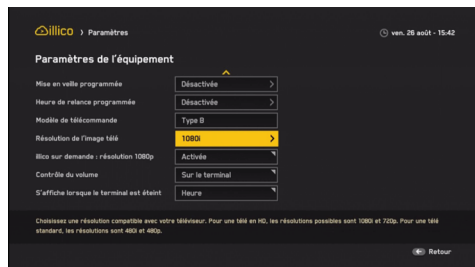 illico > Paramètres
ven. 26 août - 15:42
Paramètres de l'équipement
Mise en veille programmée
Désactivée
Heure de relance programmée
Désactivée
Modèle de télécommande
Type B
Résolution de l'image télé
1080i
illico sur demande : résolution 1080p
Activée
Contrôle du volume
Sur le terminal
S'affiche lorsque le terminal est éteint
Heure
Choisissez une résolution compatible avec votre téléviseur. Pour une télé en HD, les résolutions possibles sont 1080i et 720p. Pour une télé
standard, les résolutions sont 480i et 480p.
Retour